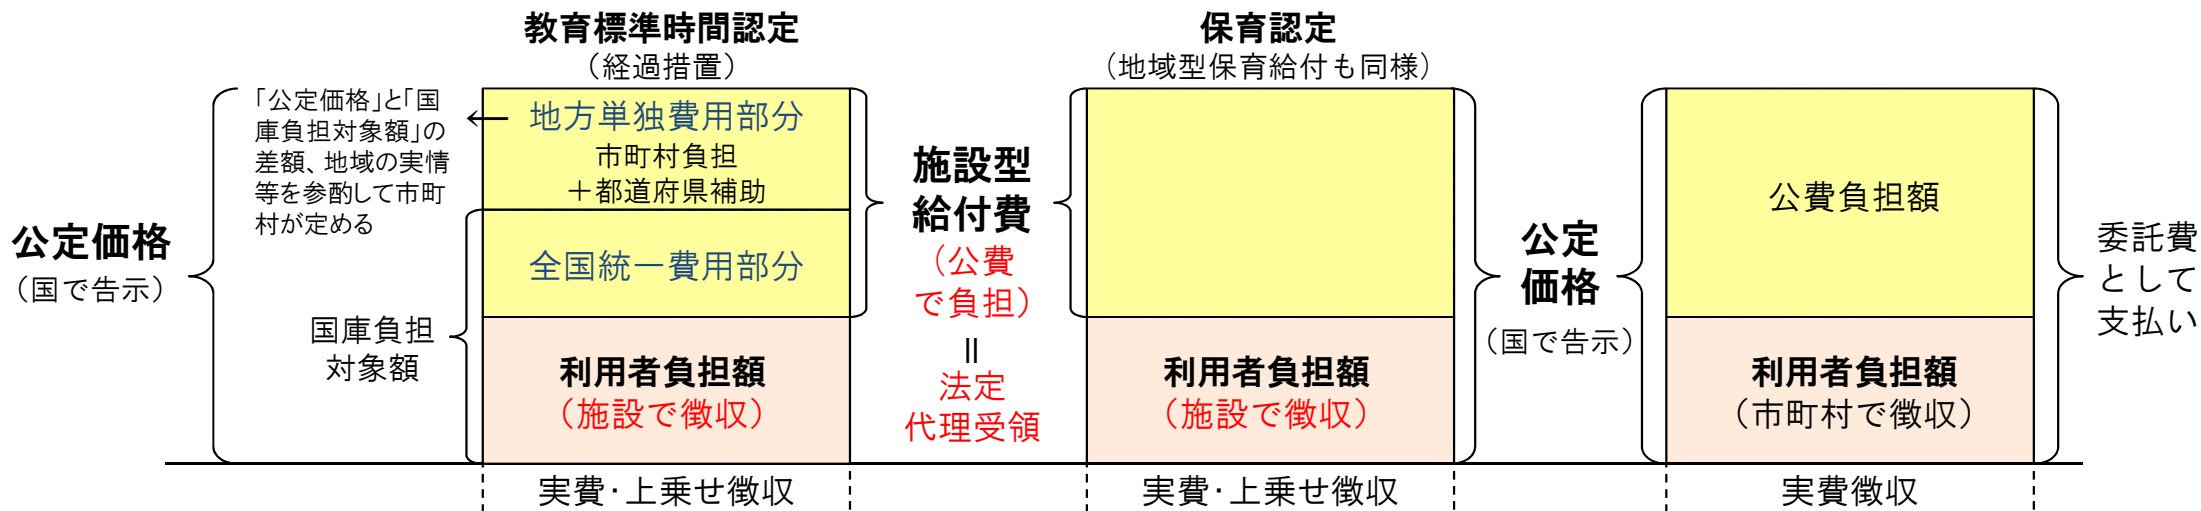 教育標準時間認定
（経過措置）
保育認定
（地域型保育給付も同様）
「公定価格」と「国
庫負担対象額」の
差額、地域の実情
等を参酌して市町
村が定める
←
地方単独費用部分
市町村負担
＋都道府県補助
全国統一費用部分
公定価格
（国で告示）
国庫負担
対象額
利用者負担額
（施設で徴収）
実費・上乗せ徴収
施設型
給付費
（公費
で負担）
＝
法定
代理受領
利用者負担額
（施設で徴収）
実費・上乗せ徴収
公定
価格
（国で告示）
公費負担額
利用者負担額
（市町村で徴収）
実費徴収
委託費
として
支払い